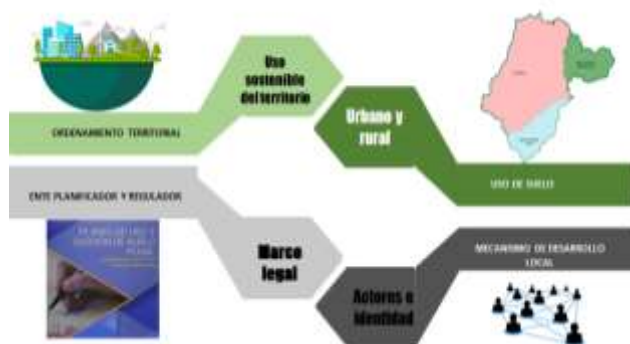 Uso
sostenible
del territorio
ORDENAMIENTO TERRITORIAL
Urbano y
rural
USO DE SUELO
ENTE PLANIFICADOR Y REGULADOR
Marco
legal
MECANISMO DE DESARROLLO
LOCAL
Actores e
identidad